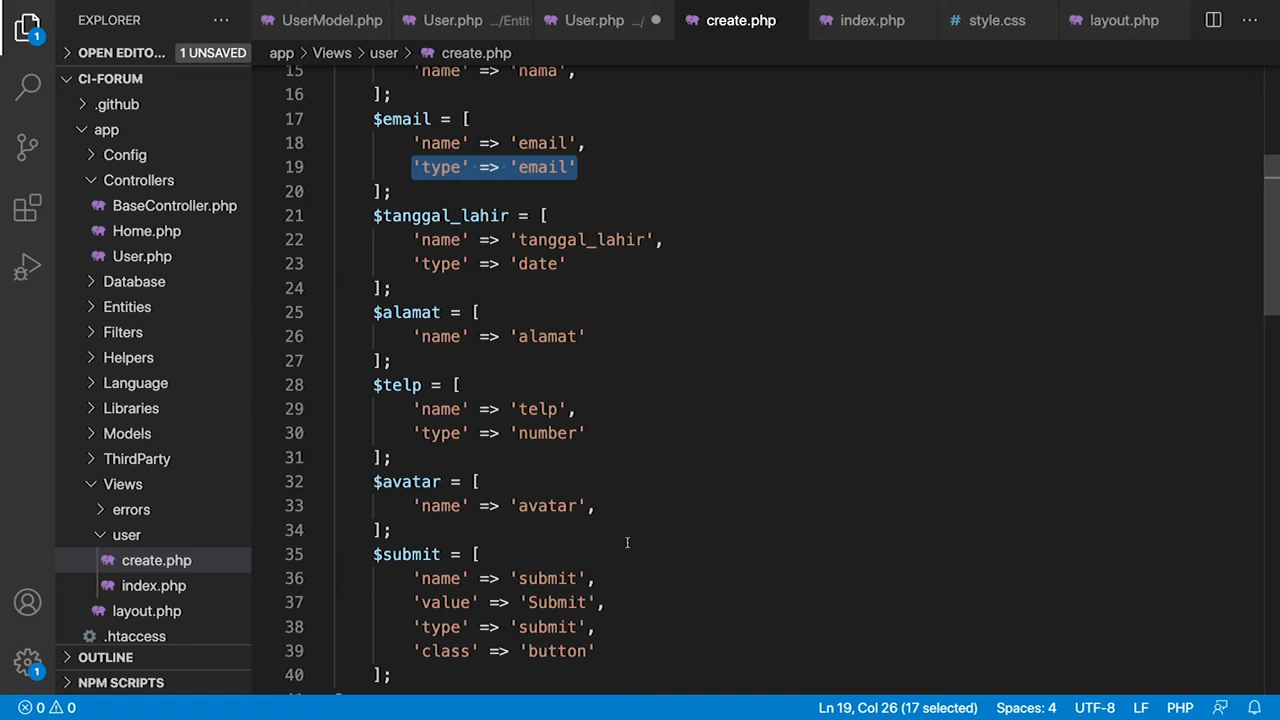 EXPLORER
UserModel.php
User.php .../Enti
User.php .../
create.php
index.php
style.css
layout.php
OPEN EDITO...
1 UNSAVED
app > Views > user > create.php
CI-FORUM
.github
app
Config
Controllers
BaseController.php
Home.php
User.php
Database
Entities
Filters
Helpers
Language
Libraries
Models
ThirdParty
Views
errors
user
create.php
index.php
layout.php
.htaccess
OUTLINE
NPM SCRIPTS
1
1
15 'name' => 'nama',
16 ];
17 $email = [
18 'name' => 'email',
19 'type' => 'email'
20 ];
21 $tanggal_lahir = [
22 'name' => 'tanggal_lahir',
23 'type' => 'date'
24 ];
25 $alamat = [
26 'name' => 'alamat'
27 ];
28 $telp = [
29 'name' => 'telp',
30 'type' => 'number'
31 ];
32 $avatar = [
33 'name' => 'avatar',
34 ];
35 $submit = [
36 'name' => 'submit',
37 'value' => 'Submit',
38 'type' => 'submit',
39 'class' => 'button'
40 ];
0 0
Ln 19, Col 26 (17 selected)
Spaces: 4
UTF-8
LF
PHP